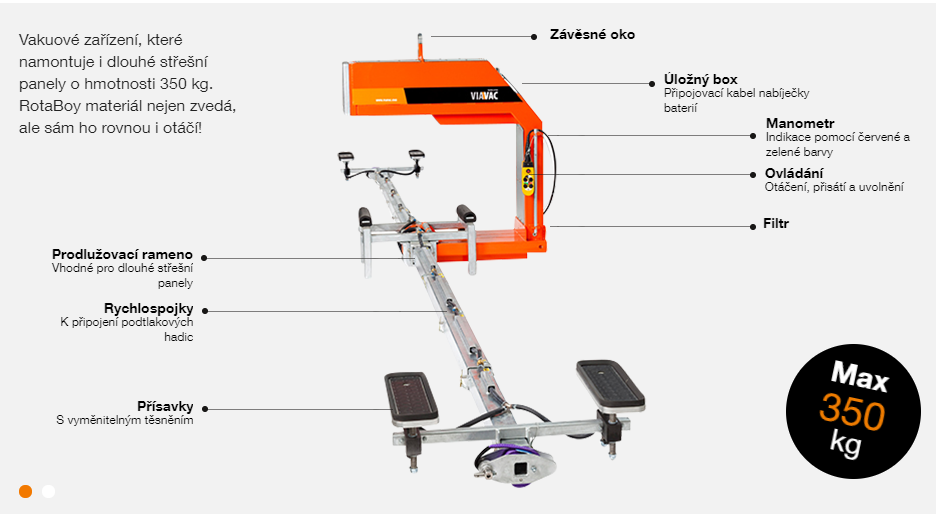 Vakuové zařízení, které
namontuje i dlouhé střešní
panely o hmotnosti 350 kg.
RotaBoy materiál nejen zvedá,
ale sám ho rovnou i otáčí!
Závěsné oko
Úložný box
Připojovací kabel nabíječky
baterií
VIAVAC
Manometr
Indikace pomocí červené a
zelené barvy
Ovládání
Otáčení, přisátí a uvolnění
Filtr
Prodlužovací rameno
Vhodné pro dlouhé střešní
panely
Rychlospojky
K připojení podtlakových
hadic
Přísavky
S vyměnitelným těsněním
Max
350
kg